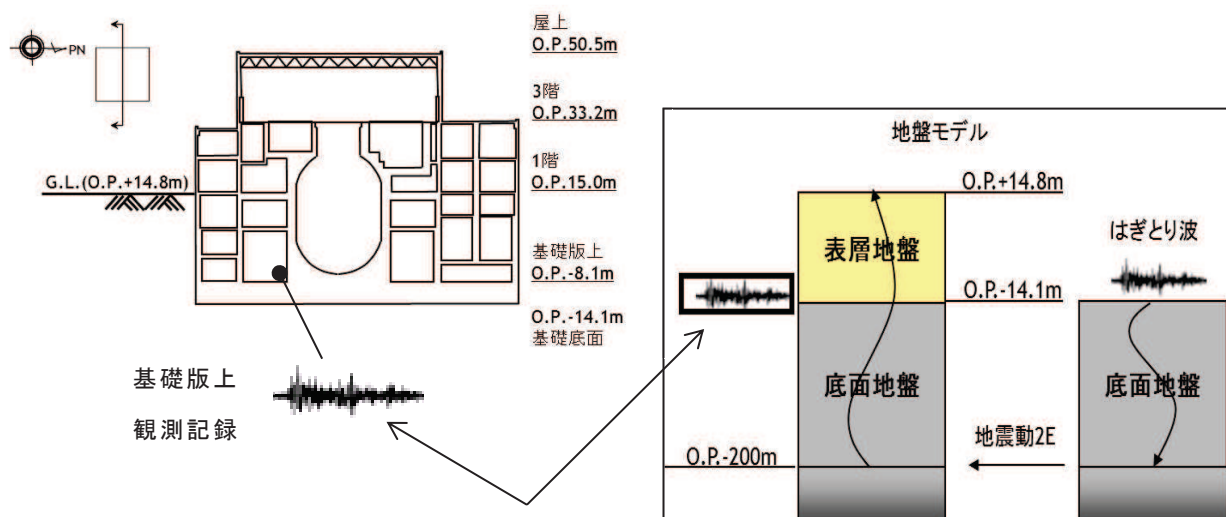 PN
屋上
O.P.50.5m
3階
O.P.33.2m
1階
O.P.15.0m
G.L.(O.P.+14.8m)
基礎版上
O.P.-8.1m
O.P.-14.1m
基礎底面
基礎版上
観測記録
地盤モデル
O.P.+14.8m
表層地盤
はぎとり波
O.P.-14.1m
底面地盤
底面地盤
地震動2E
O.P.-200m